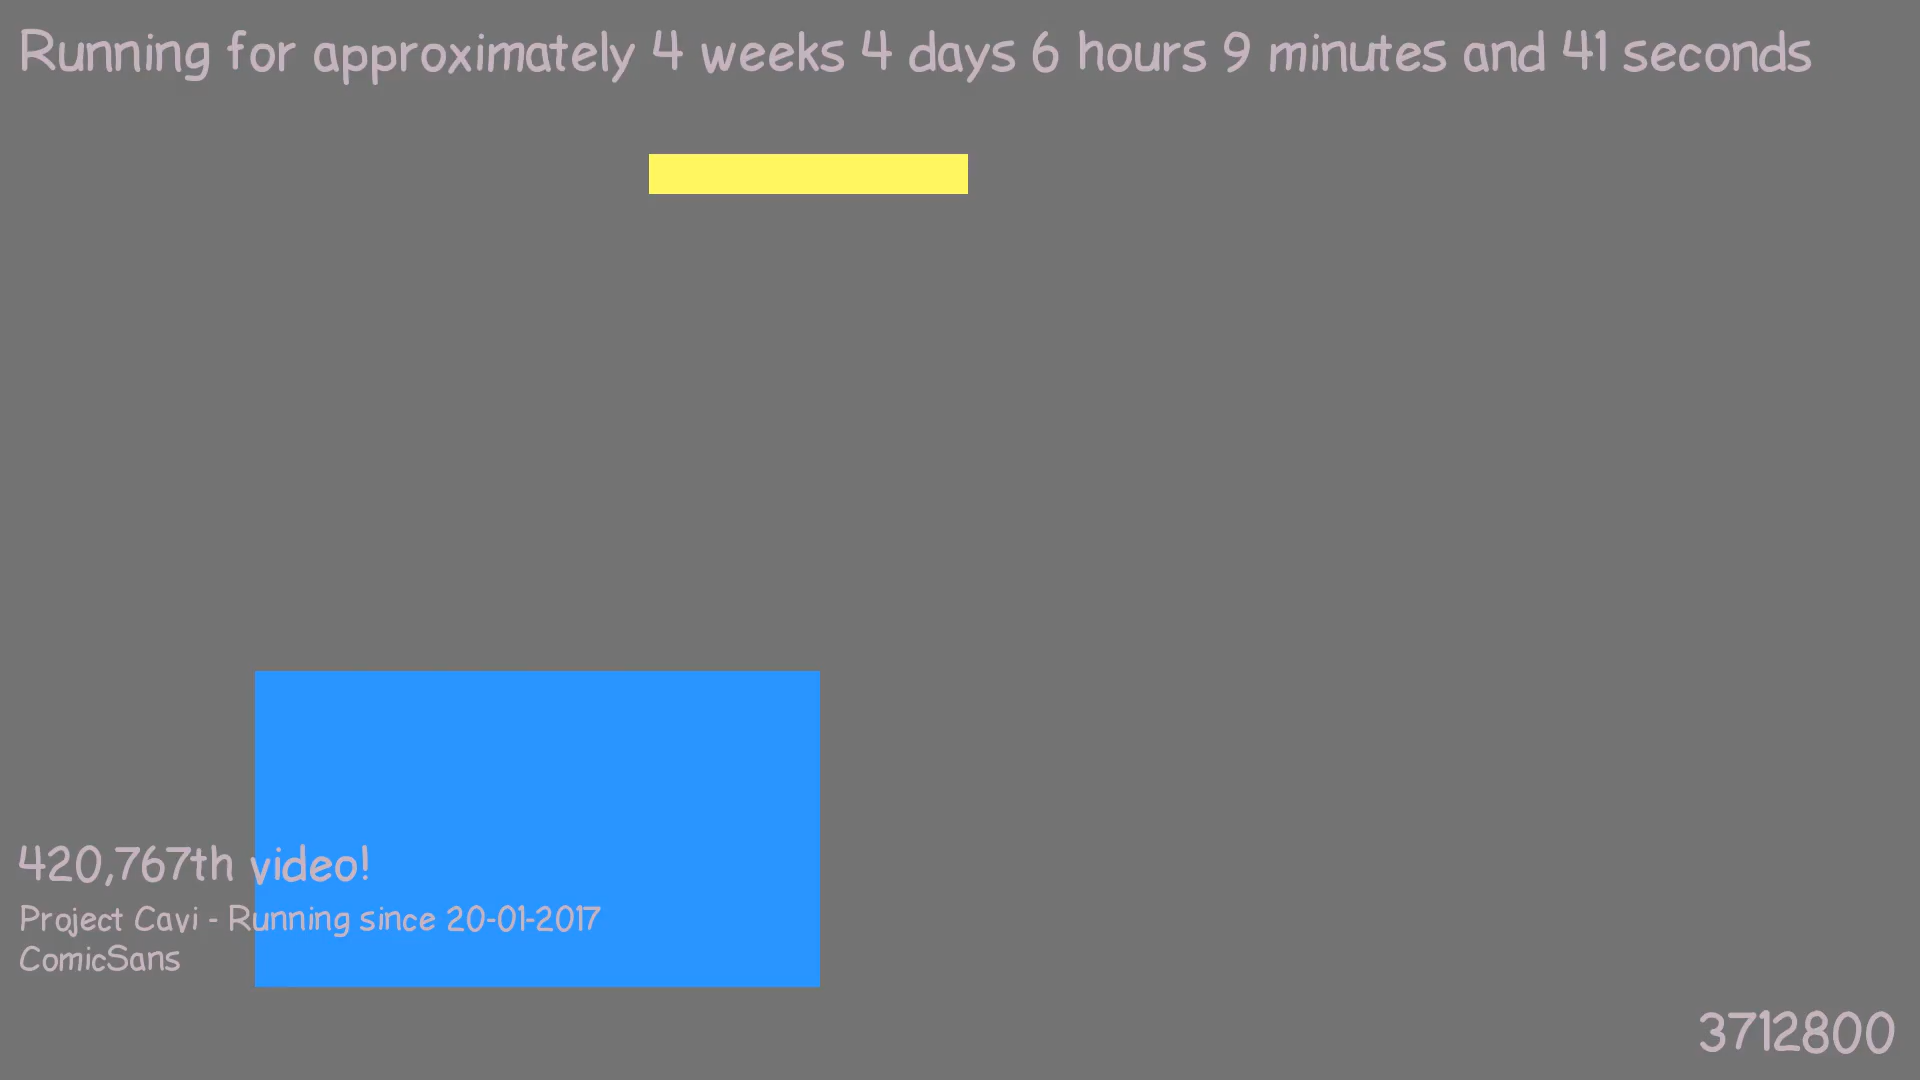 Running for approximately 4 weeks 4 days 6 hours 9 minutes and 41 seconds
420,767th video!
Project Cavi - Running since 20-01-2017
ComicSans
3712800